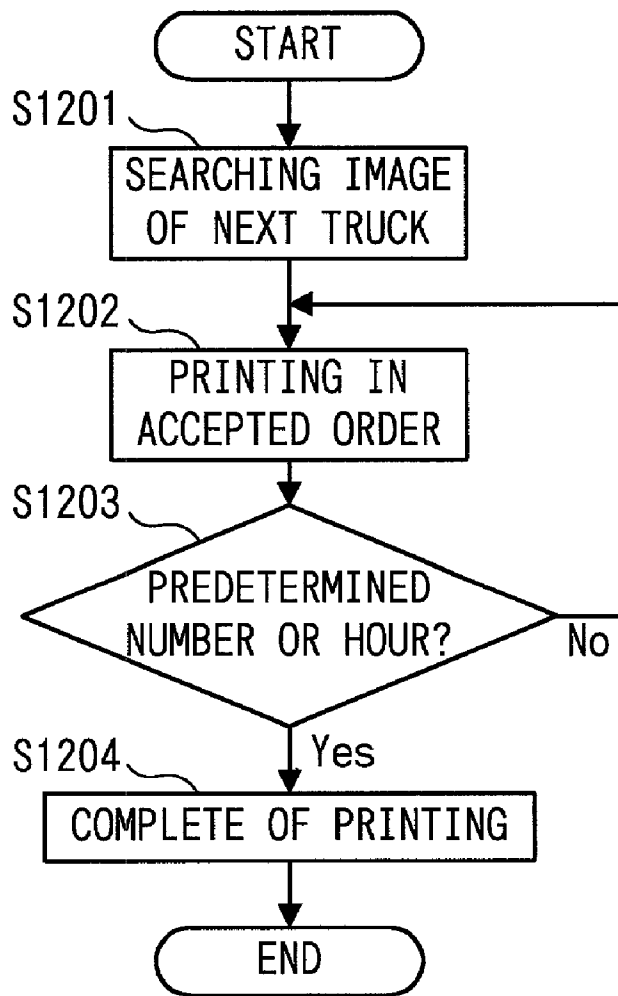 START
S1201
SEARCHING IMAGE
OF NEXT TRUCK
S1202
PRINTING IN
ACCEPTED ORDER
S1203
PREDETERMINED
NUMBER OR HOUR?
No
Yes
S1204
COMPLETE OF PRINTING
END